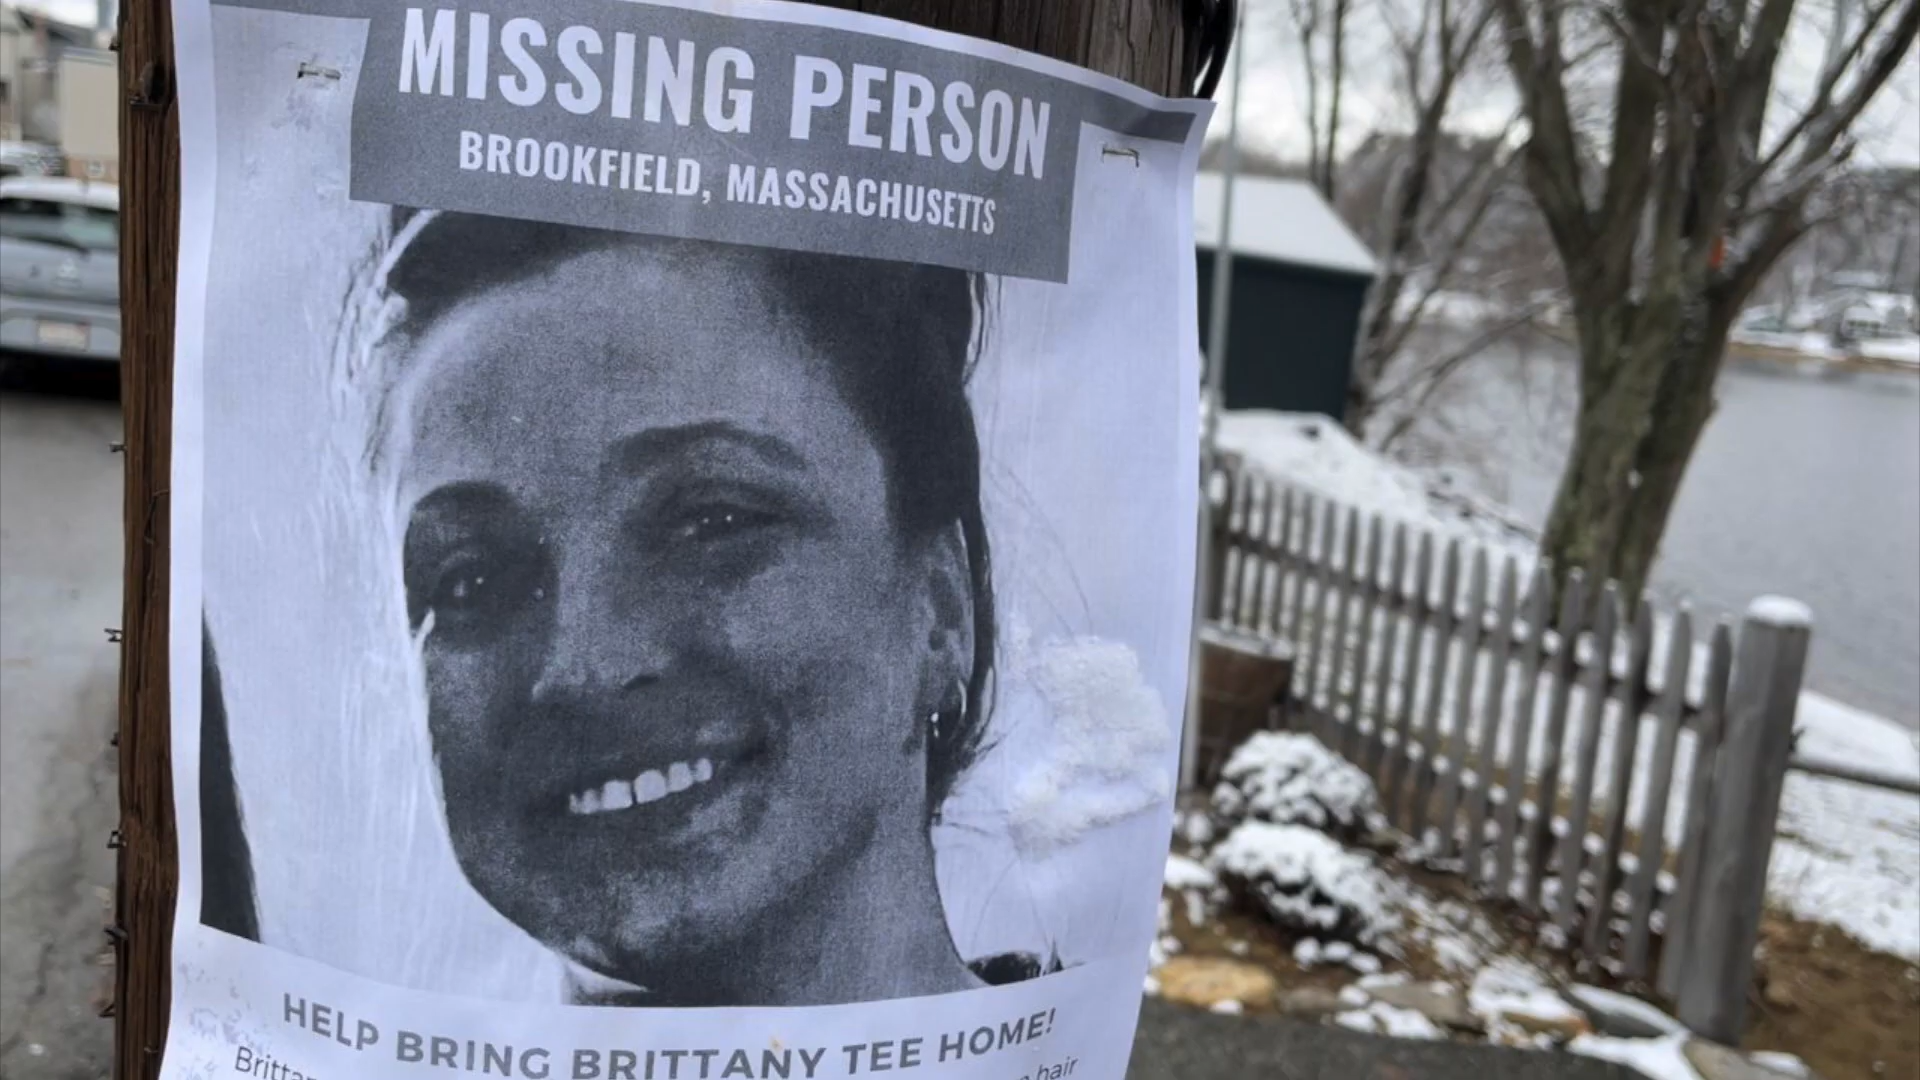 MISSING PERSON
BROOKFIELD, MASSACHUSETTS
HELP BRING BRITTANY TEE HOME!
hair